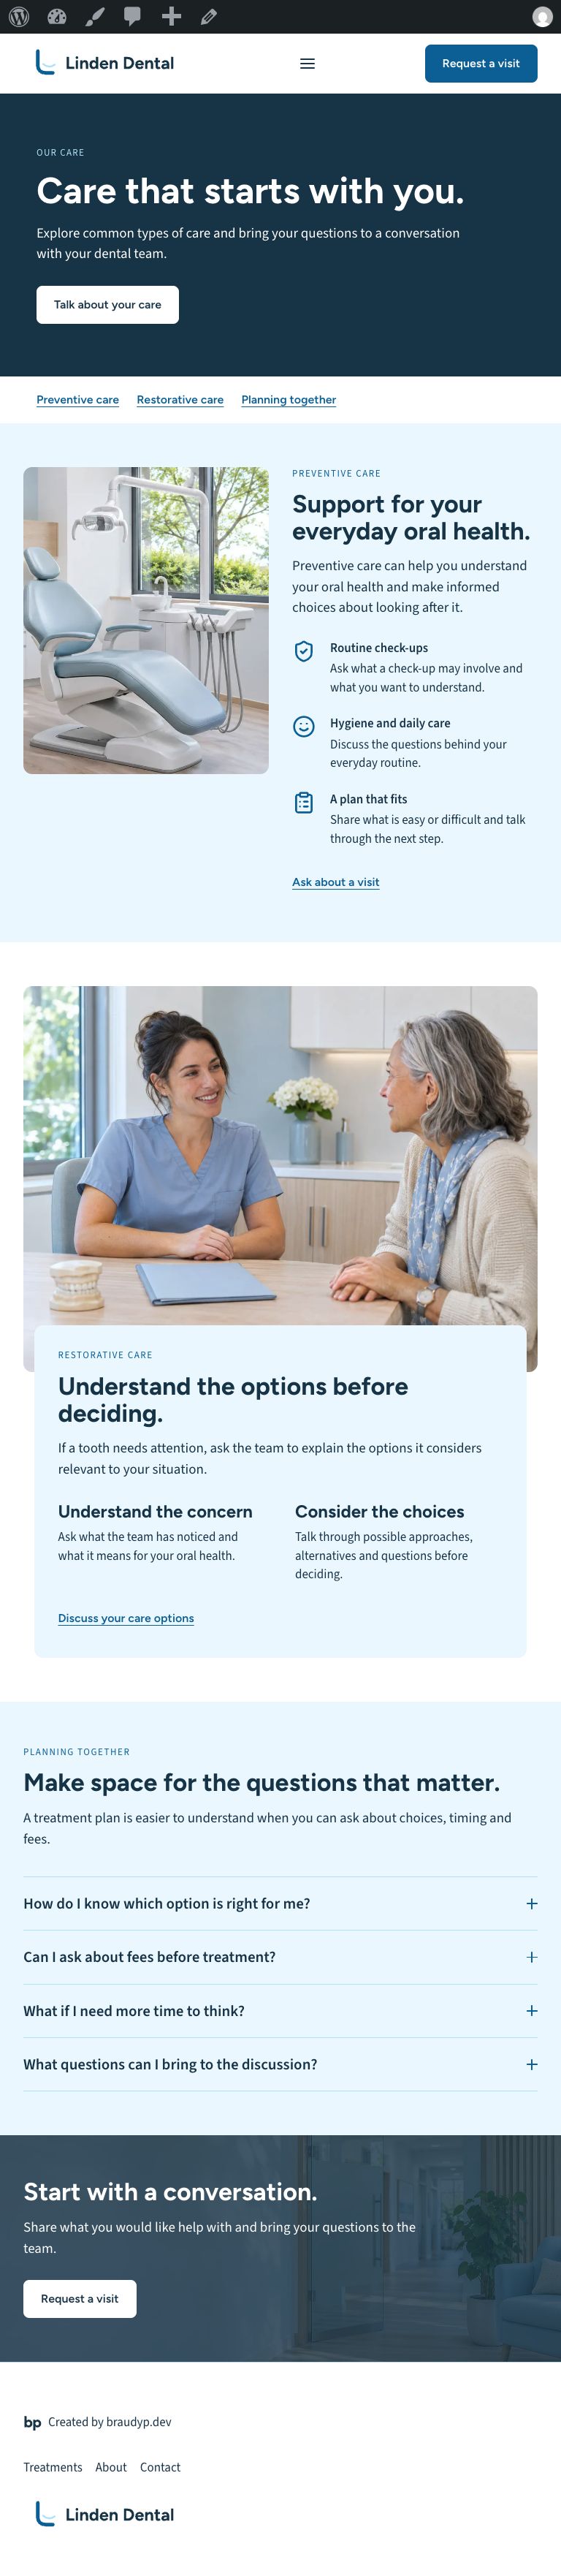 Linden Dental
Request a visit
OUR CARE
Care that starts with you.
Explore common types of care and bring your questions to a conversation
with your dental team.
Talk about your care
Preventive care
Restorative care
Planning together
PREVENTIVE CARE
Support for your
everyday oral health.
Preventive care can help you understand
your oral health and make informed
choices about looking after it.
Routine check-ups
Ask what a check-up may involve and
what you want to understand.
Hygiene and daily care
Discuss the questions behind your
everyday routine.
A plan that fits
Share what is easy or difficult and talk
through the next step.
Ask about a visit
RESTORATIVE CARE
Understand the options before
deciding.
If a tooth needs attention, ask the team to explain the options it considers
relevant to your situation.
Understand the concern
Ask what the team has noticed and
what it means for your oral health.
Consider the choices
Talk through possible approaches,
alternatives and questions before
deciding.
Discuss your care options
PLANNING TOGETHER
Make space for the questions that matter.
A treatment plan is easier to understand when you can ask about choices, timing and
fees.
How do I know which option is right for me?
Can I ask about fees before treatment?
What if I need more time to think?
What questions can I bring to the discussion?
Start with a conversation.
Share what you would like help with and bring your questions to the
team.
Request a visit
bp Created by braudyp.dev
Treatments About Contact
Linden Dental